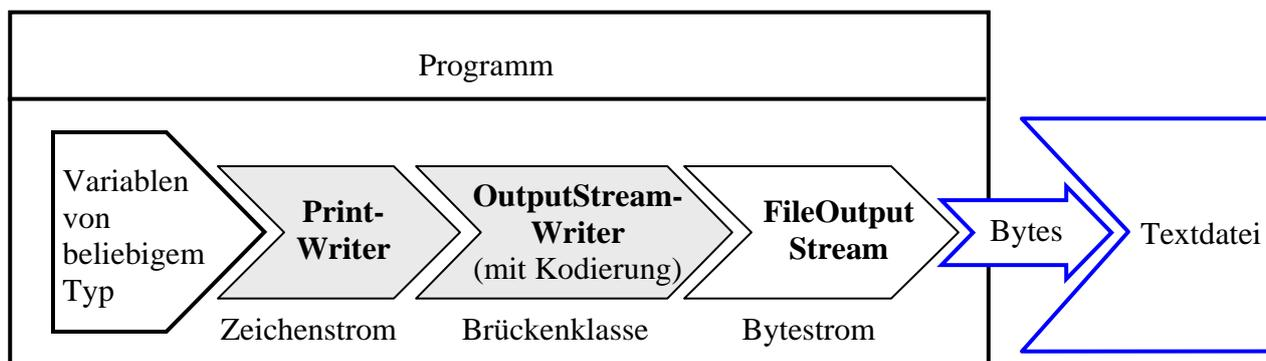 Programm
Variablen
von
beliebigem
Typ
Print-
Writer
OutputStream-
Writer
(mit Kodierung)
FileOutput
Stream
Bytes
Textdatei
Zeichenstrom
Brückenklasse
Bytestrom